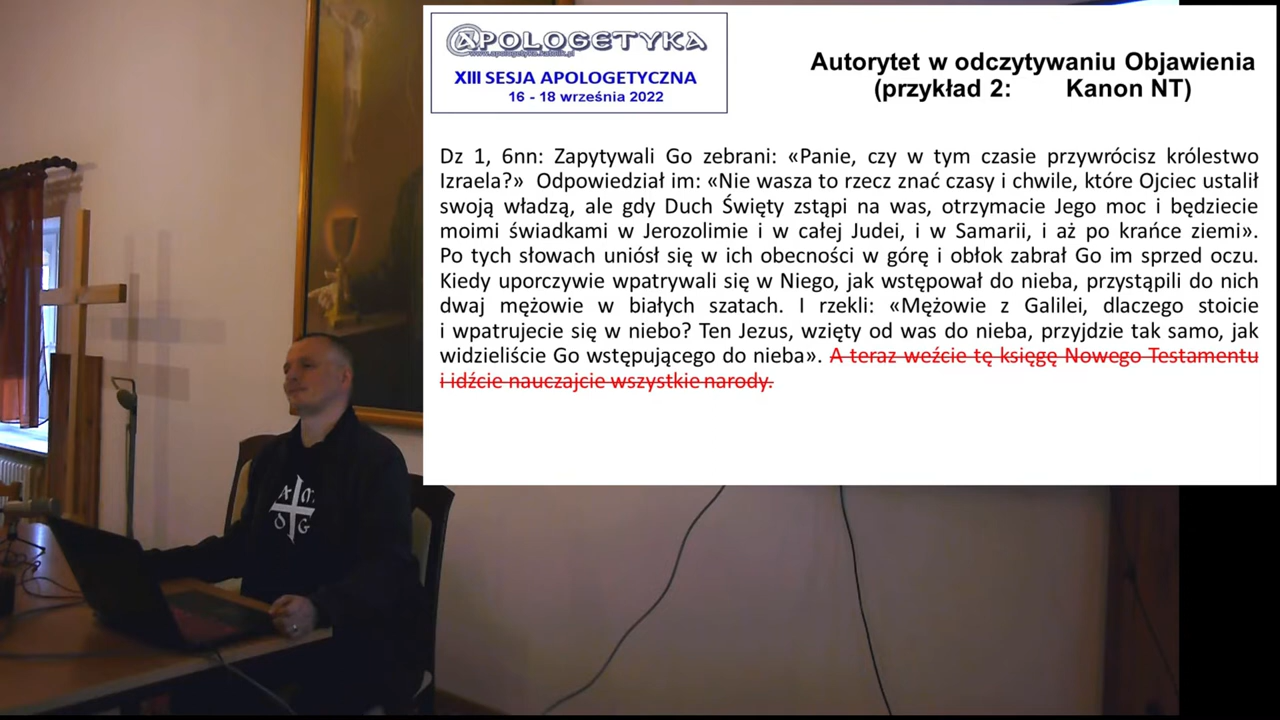 @POLOGETYKA
www.apologetyka.katolik.pl
XIII SESJA APOLOGETYCZNA
16 - 18 września 2022
Autorytet w odczytywaniu Objawienia
(przykład 2: Kanon NT)
Dz 1, 6nn: Zapytywali Go zebrani: «Panie, czy w tym czasie przywrócisz królestwo
Izraela?» Odpowiedział im: «Nie wasza to rzecz znać czasy i chwile, które Ojciec ustalił
swoją władzą, ale gdy Duch Święty zstąpi na was, otrzymacie Jego moc i będziecie
moimi świadkami w Jerozolimie i w całej Judei, i w Samarii, i aż po krańce ziemi».
Po tych słowach uniósł się w ich obecności w górę i obłok zabrał Go im sprzed oczu.
Kiedy uporczywie wpatrywali się w Niego, jak wstępował do nieba, przystąpili do nich
dwaj mężowie w białych szatach. I rzekli: «Mężowie z Galilei, dlaczego stoicie
i wpatrujecie się w niebo? Ten Jezus, wzięty od was do nieba, przyjdzie tak samo, jak
widzieliście Go wstępującego do nieba». A teraz weźcie tę księgę Nowego Testamentu
i idźcie nauczajcie wszystkie narody.
A M
D G